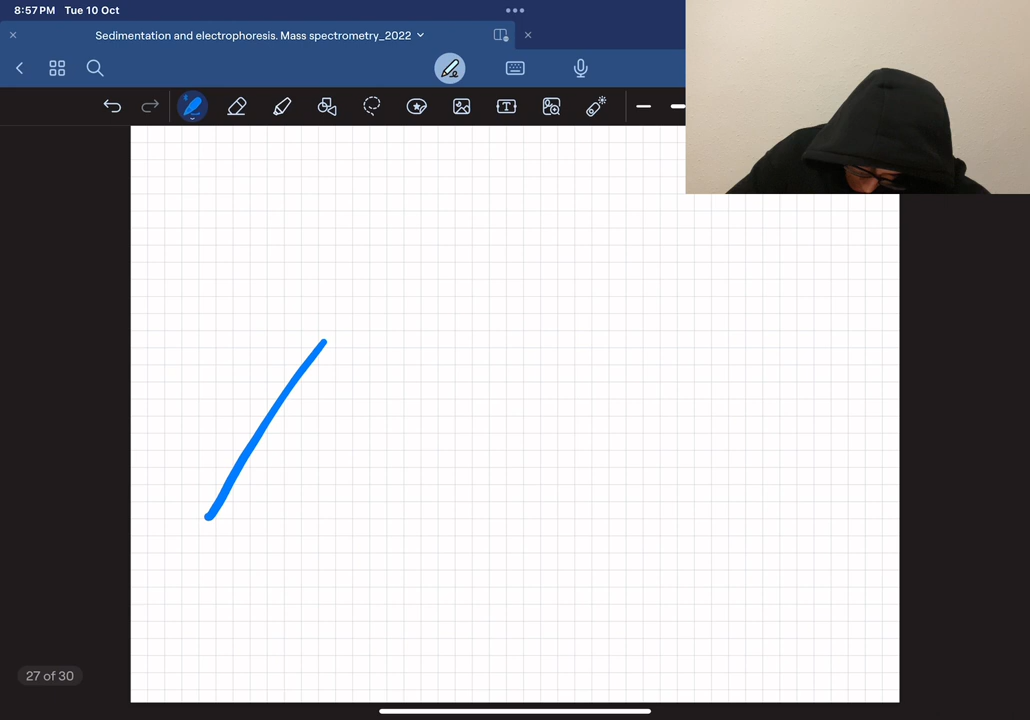 8:57 PM Tue 10 Oct
Sedimentation and electrophoresis. Mass spectrometry_2022
27 of 30